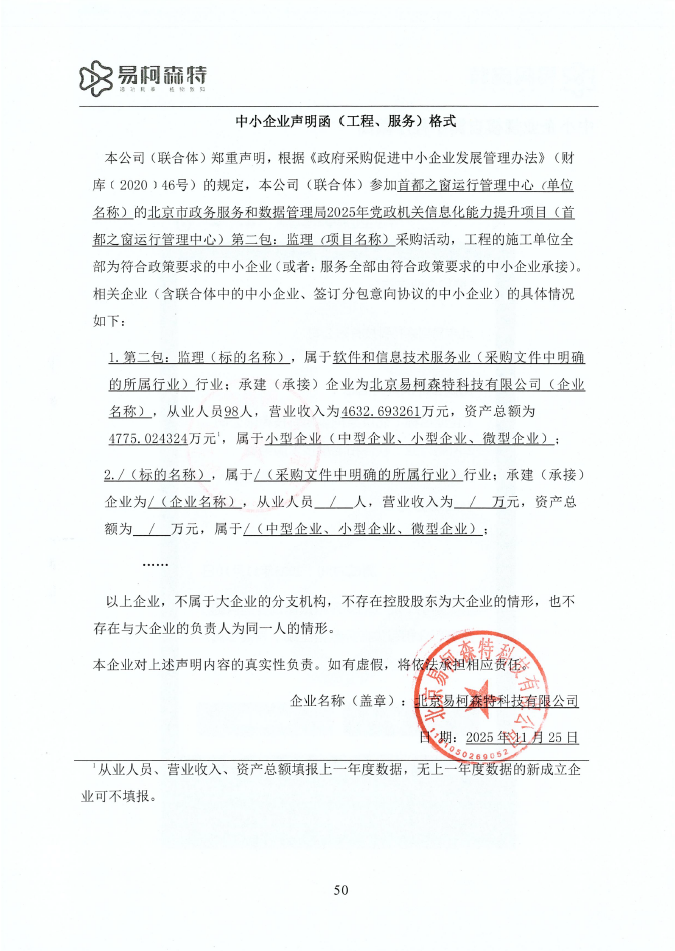 易柯森特
中小企业声明函（工程、服务）格式
本公司（联合体）郑重声明，根据《政府采购促进中小企业发展管理办法》（财
库﹝2020﹞46号）的规定，本公司（联合体）参加首都之窗运行管理中心（单位
名称）的北京市政务服务和数据管理局2025年党政机关信息化能力提升项目（首
都之窗运行管理中心）第二包：监理（项目名称）采购活动，工程的施工单位全
部为符合政策要求的中小企业（或者：服务全部由符合政策要求的中小企业承接）。
相关企业（含联合体中的中小企业、签订分包意向协议的中小企业）的具体情况
如下：
1.第二包：监理（标的名称），属于软件和信息技术服务业（采购文件中明确
的所属行业）行业；承建（承接）企业为北京易柯森特科技有限公司（企业
名称），从业人员98人，营业收入为4632.693261万元，资产总额为
4775.024324万元¹，属于小型企业（中型企业、小型企业、微型企业）；
2./（标的名称），属于/（采购文件中明确的所属行业）行业；承建（承接）
企业为/（企业名称），从业人员 / 人，营业收入为 / 万元，资产总
额为 / 万元，属于/（中型企业、小型企业、微型企业）；
……
以上企业，不属于大企业的分支机构，不存在控股股东为大企业的情形，也不
存在与大企业的负责人为同一人的情形。
本企业对上述声明内容的真实性负责。如有虚假，将依法承担相应责任。
企业名称（盖章）：北京易柯森特科技有限公司
日 期：2025年11月25日
北京易柯森特科技有限公司
¹从业人员、营业收入、资产总额填报上一年度数据，无上一年度数据的新成立企
业可不填报。
50